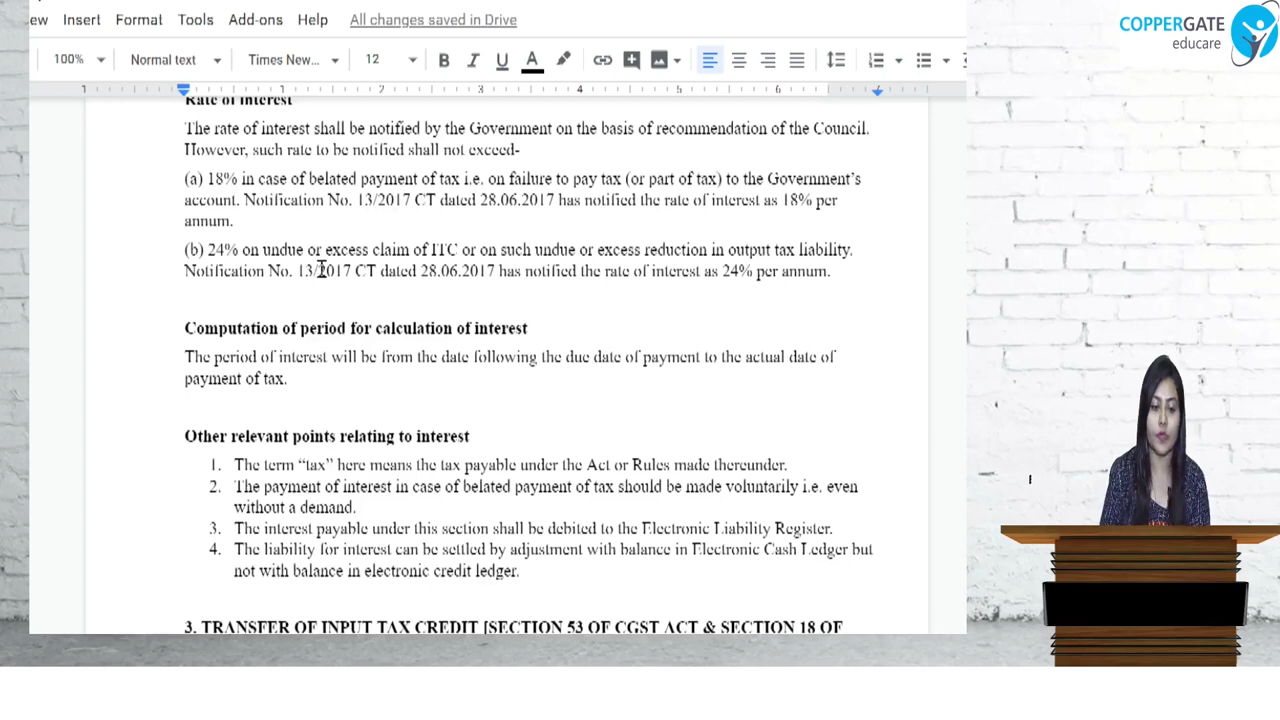 ew Insert Format Tools Add-ons Help All changes saved in Drive
COPPERGATE
educare
100% Normal text Times New... 12 B I U A
1 1 2 3 4 5 6 7
Rate of interest
The rate of interest shall be notified by the Government on the basis of recommendation of the Council.
However, such rate to be notified shall not exceed-
(a) 18% in case of belated payment of tax i.e. on failure to pay tax (or part of tax) to the Government's
account. Notification No. 13/2017 CT dated 28.06.2017 has notified the rate of interest as 18% per
annum.
(b) 24% on undue or excess claim of ITC or on such undue or excess reduction in output tax liability.
Notification No. 13/2017 CT dated 28.06.2017 has notified the rate of interest as 24% per annum.
Computation of period for calculation of interest
The period of interest will be from the date following the due date of payment to the actual date of
payment of tax.
Other relevant points relating to interest
1. The term “tax” here means the tax payable under the Act or Rules made thereunder.
2. The payment of interest in case of belated payment of tax should be made voluntarily i.e. even
without a demand.
3. The interest payable under this section shall be debited to the Electronic Liability Register.
4. The liability for interest can be settled by adjustment with balance in Electronic Cash Ledger but
not with balance in electronic credit ledger.
3. TRANSFER OF INPUT TAX CREDIT [SECTION 53 OF CGST ACT & SECTION 18 OF